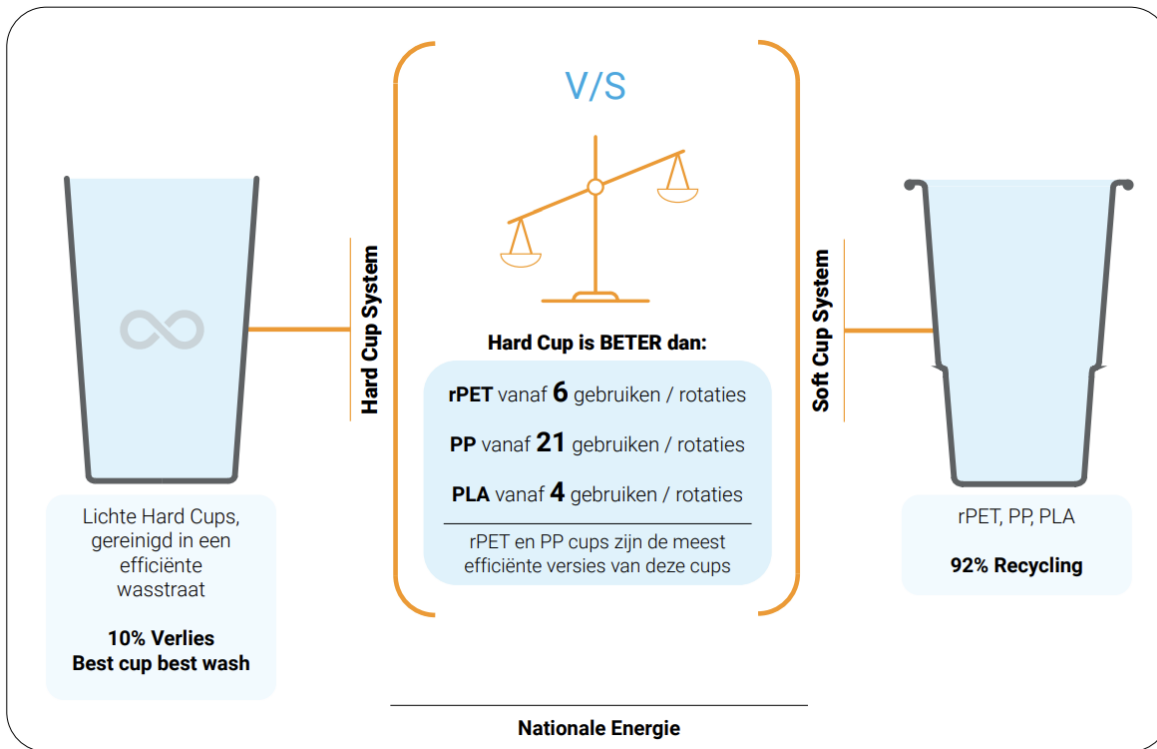 V/S
Hard Cup System
Soft Cup System
Hard Cup is BETER dan:
rPET vanaf 6 gebruiken / rotaties
PP vanaf 21 gebruiken / rotaties
PLA vanaf 4 gebruiken / rotaties
rPET en PP cups zijn de meest
efficiënte versies van deze cups
Lichte Hard Cups,
gereinigd in een
efficiënte
wasstraat
10% Verlies
Best cup best wash
rPET, PP, PLA
92% Recycling
Nationale Energie